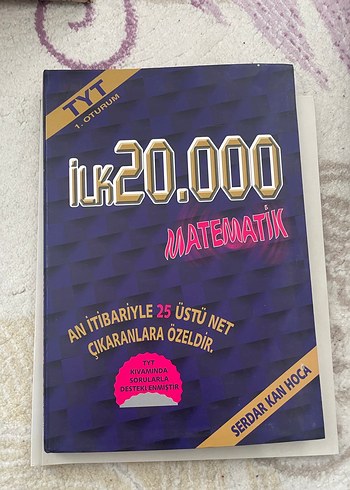 TYT
1. OTURUM
İLK20.000
MATEMATİK
AN İTİBARİYLE 25 ÜSTÜ NET
ÇIKARANLARA ÖZELDİR.
TYT
KIVAMINDA
SORULARLA
DESTEKLENMİŞTİR
SERDAR KAN HOCA